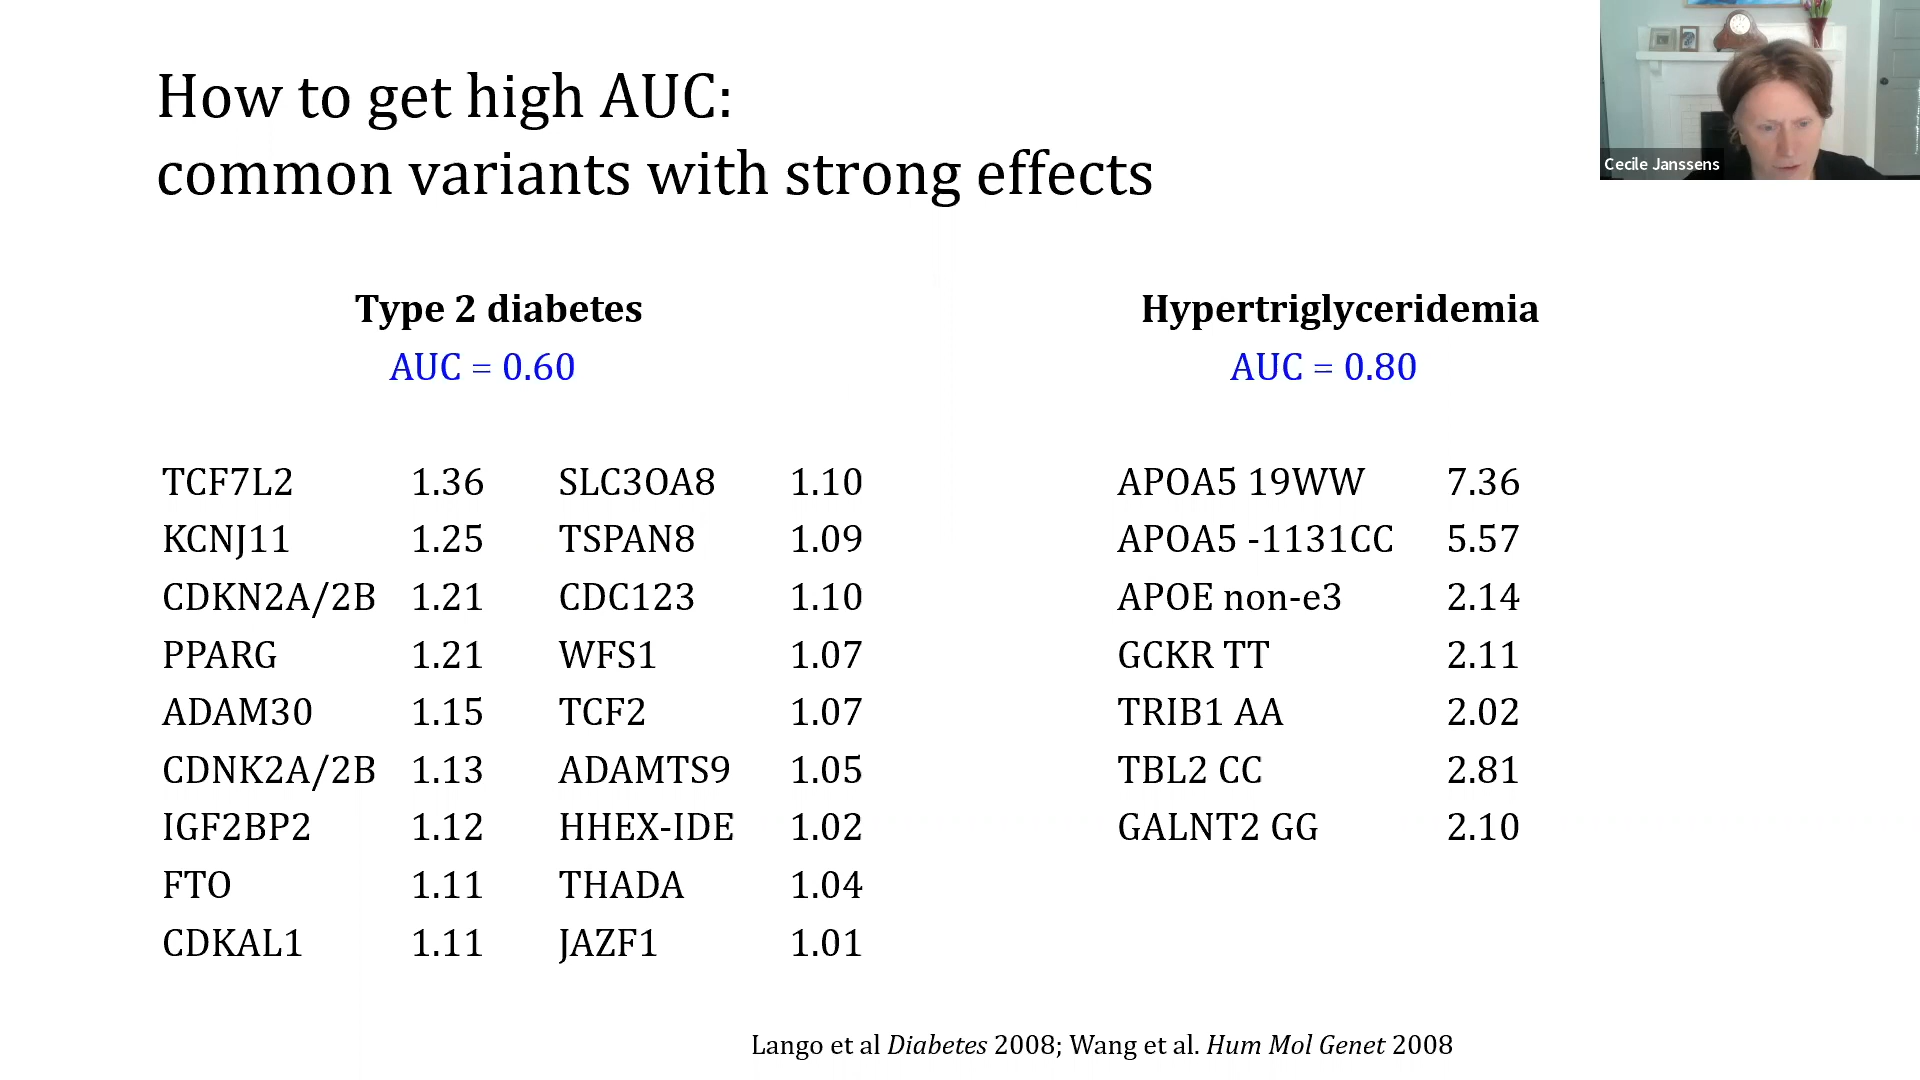 How to get high AUC:
common variants with strong effects
Cecile Janssens
Type 2 diabetes
AUC = 0.60
TCF7L2 1.36 SLC3OA8 1.10
KCNJ11 1.25 TSPAN8 1.09
CDKN2A/2B 1.21 CDC123 1.10
PPARG 1.21 WFS1 1.07
ADAM30 1.15 TCF2 1.07
CDNK2A/2B 1.13 ADAMTS9 1.05
IGF2BP2 1.12 HHEX-IDE 1.02
FTO 1.11 THADA 1.04
CDKAL1 1.11 JAZF1 1.01
Hypertriglyceridemia
AUC = 0.80
APOA5 19WW 7.36
APOA5 -1131CC 5.57
APOE non-e3 2.14
GCKR TT 2.11
TRIB1 AA 2.02
TBL2 CC 2.81
GALNT2 GG 2.10
Lango et al Diabetes 2008; Wang et al. Hum Mol Genet 2008